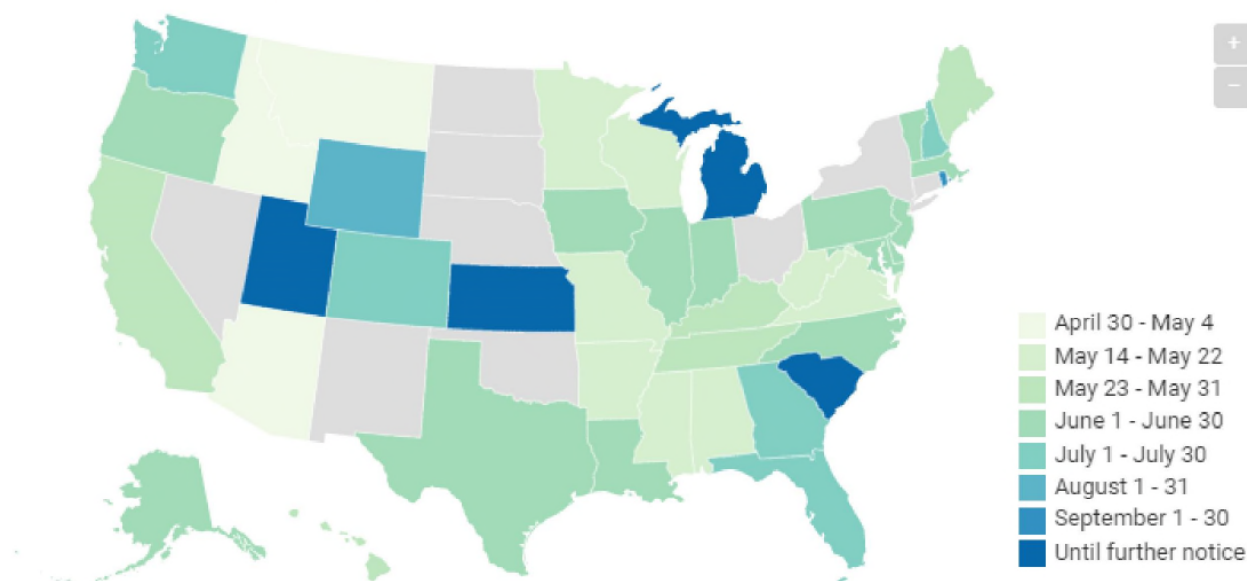 +
−
April 30 - May 4
May 14 - May 22
May 23 - May 31
June 1 - June 30
July 1 - July 30
August 1 - 31
September 1 - 30
Until further notice